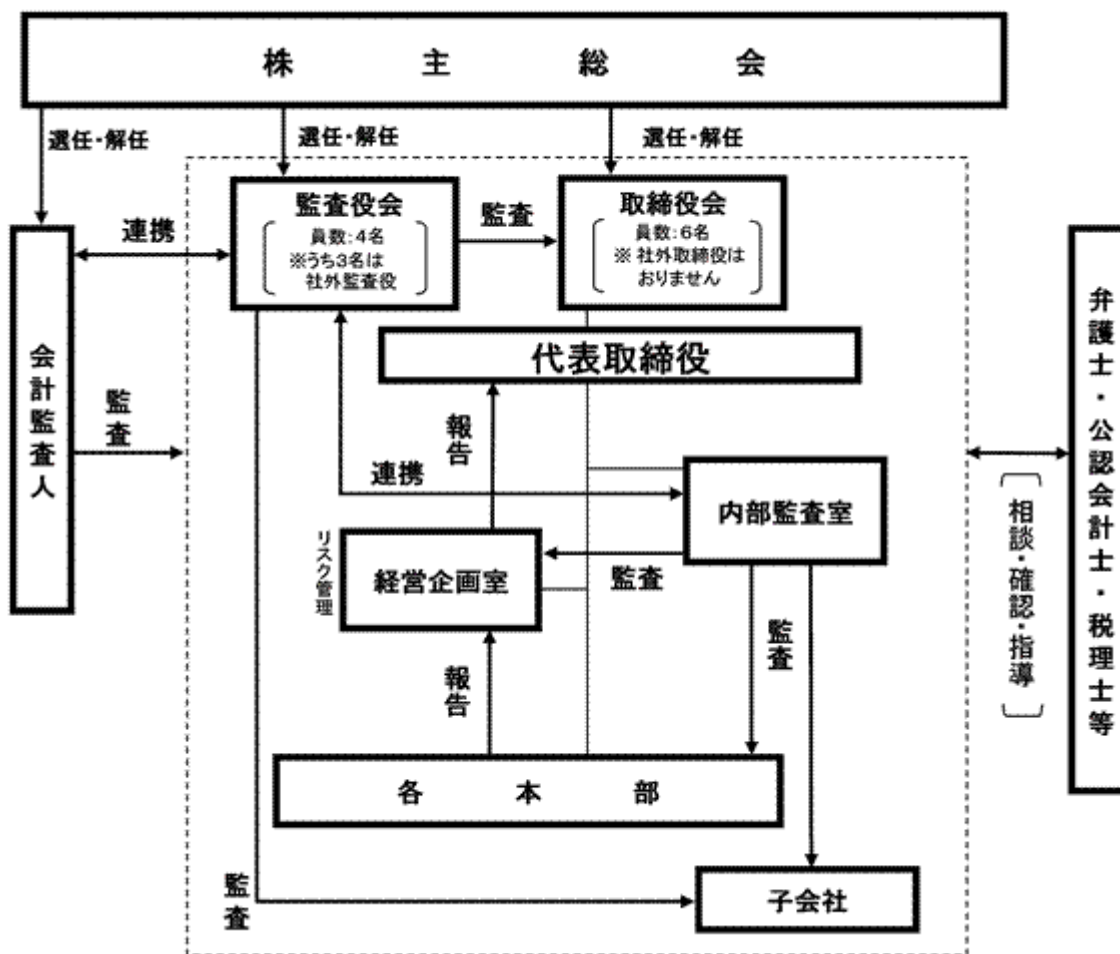 株主総会
選任・解任
選任・解任
選任・解任
監査役会
員数:4名
※うち3名は
社外監査役
監査
取締役会
員数:6名
※社外取締役は
おりません
連携
会計監査人
監査
代表取締役
報告
連携
内部監査室
リスク管理
経営企画室
監査
監査
報告
各本部
監査
子会社
相談・確認・指導
弁護士・公認会計士・税理士等